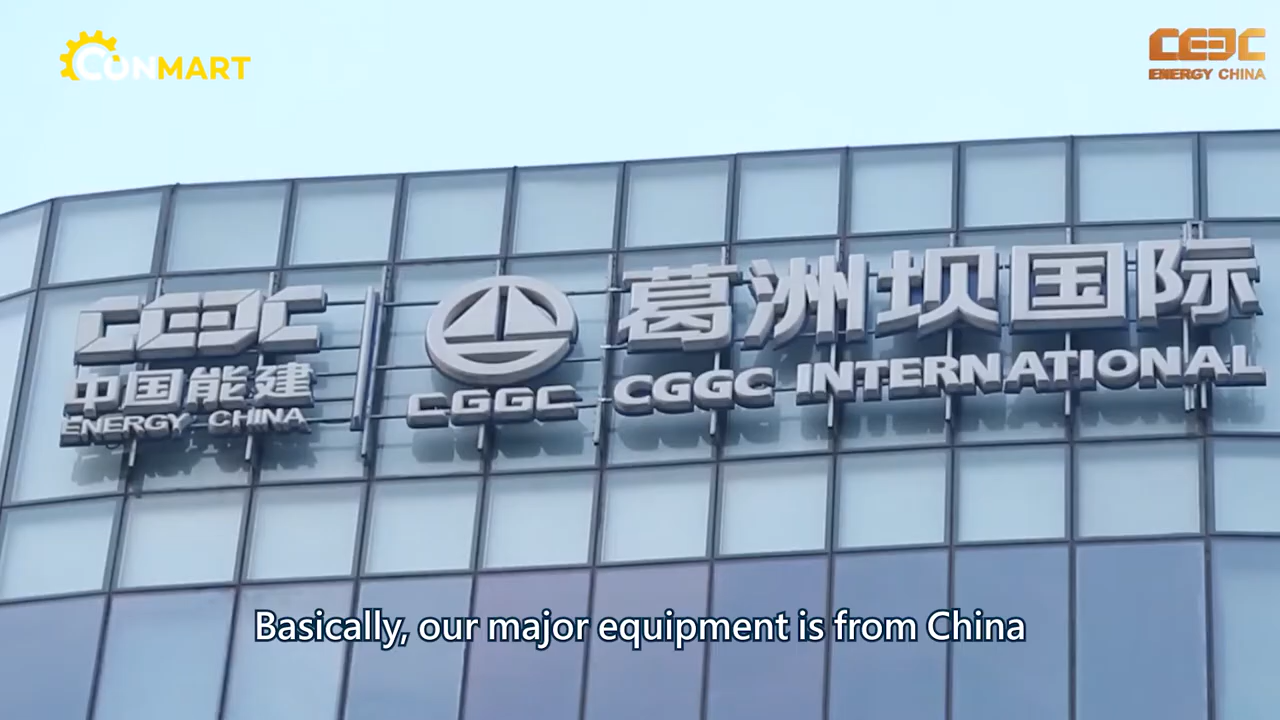 CONMART
CEEC
ENERGY CHINA
CEEC
中国能建
ENERGY CHINA
CGGC
葛洲坝国际
CGGC INTERNATIONAL
Basically, our major equipment is from China